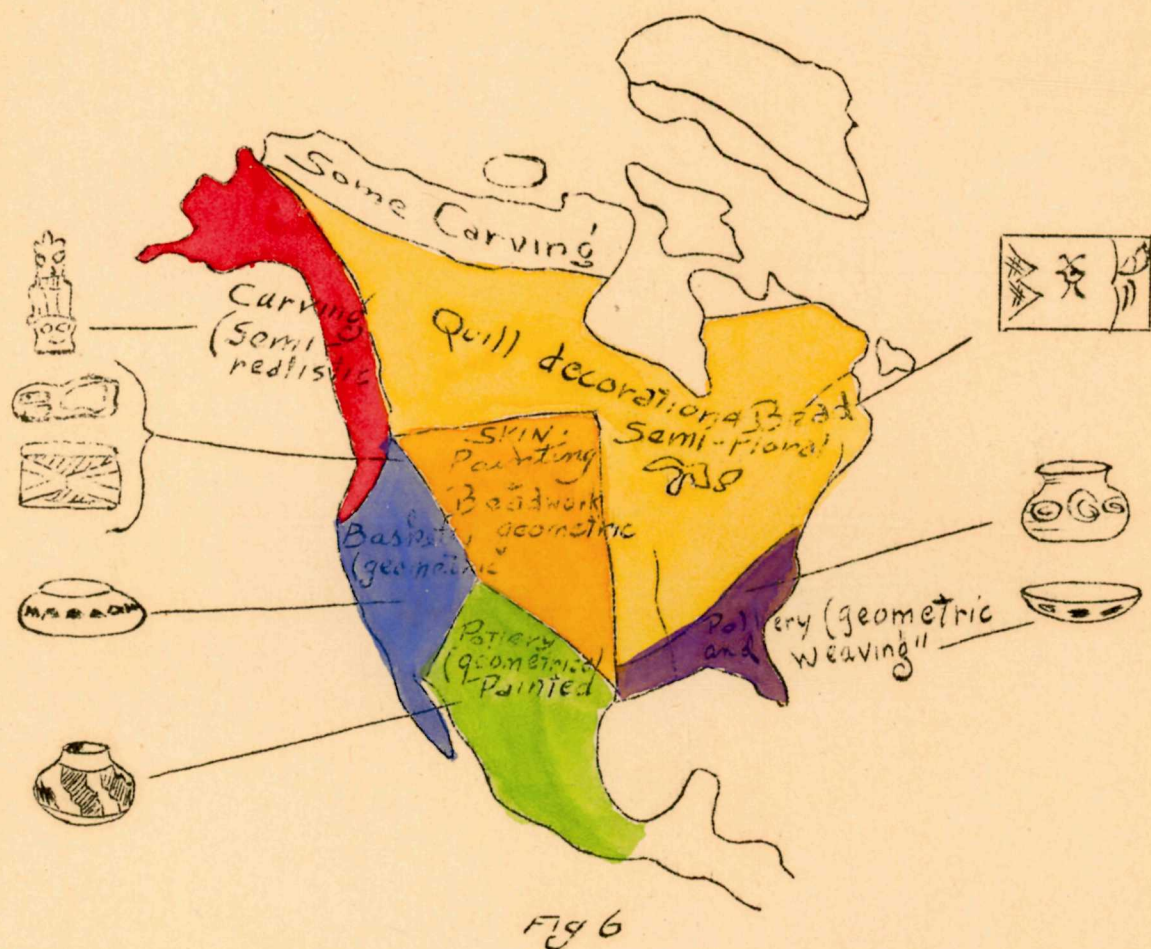 Some Carving
Carving
(Semi
realistic
Quill decoration & Bead
Semi-floral
SKIN:
Painting
Beadwork
geometric
Basketry
(geometric
Pottery
(geometrical
Painted
Pottery (geometric
and weaving"
Fig 6